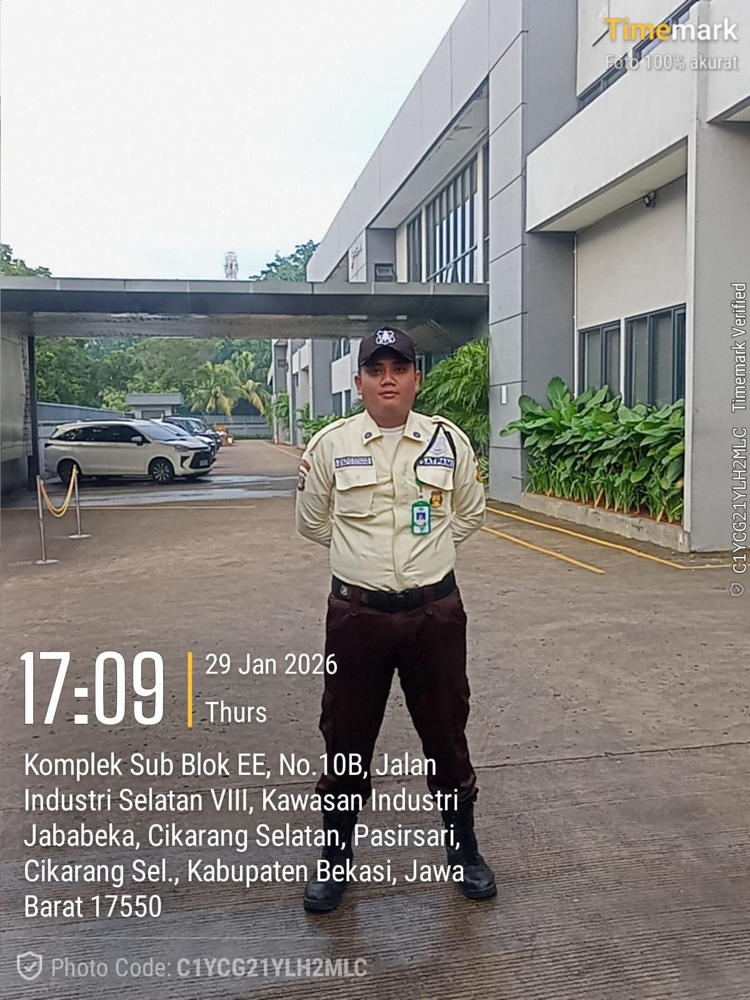 Timemark
Foto 100% akurat
SATPAM
17:09
29 Jan 2026
Thurs
Komplek Sub Blok EE, No.10B, Jalan
Industri Selatan VIII, Kawasan Industri
Jababeka, Cikarang Selatan, Pasirsari,
Cikarang Sel., Kabupaten Bekasi, Jawa
Barat 17550
Photo Code: C1YCG21YLH2MLC
C1YCG21YLH2MLC Timemark Verified